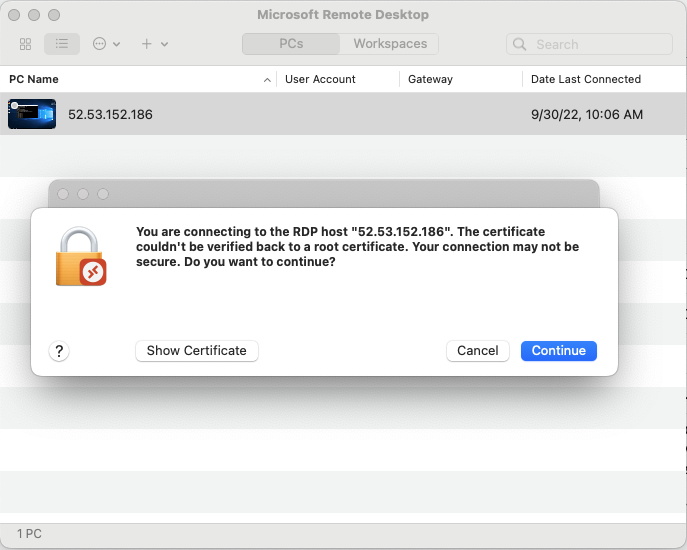 Microsoft Remote Desktop
PCs Workspaces Search
PC Name User Account Gateway Date Last Connected
52.53.152.186 9/30/22, 10:06 AM
You are connecting to the RDP host "52.53.152.186". The certificate
couldn't be verified back to a root certificate. Your connection may not be
secure. Do you want to continue?
? Show Certificate Cancel Continue
1 PC